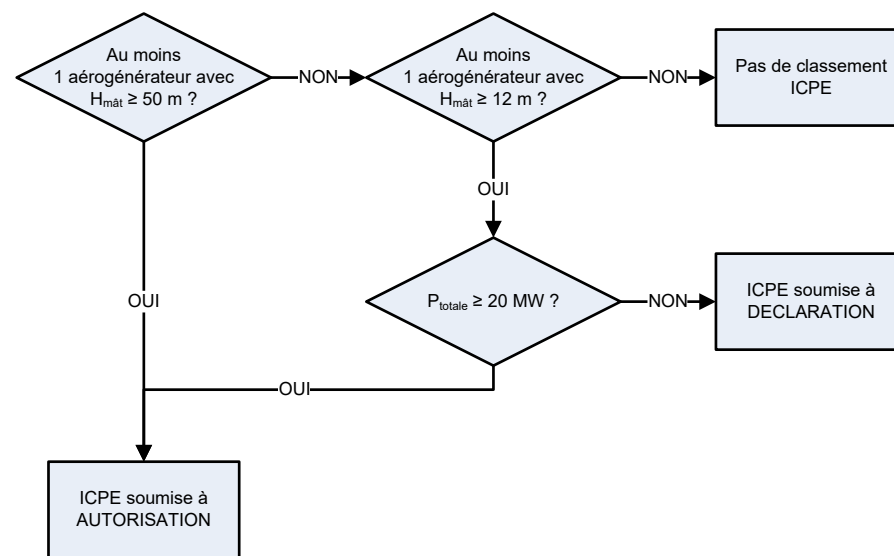 Au moins
1 aérogénérateur avec
Hmât ≥ 50 m ?
NON
Au moins
1 aérogénérateur avec
Hmât ≥ 12 m ?
NON
Pas de classement
ICPE
OUI
OUI
Ptotale ≥ 20 MW ?
NON
ICPE soumise à
DECLARATION
OUI
ICPE soumise à
AUTORISATION